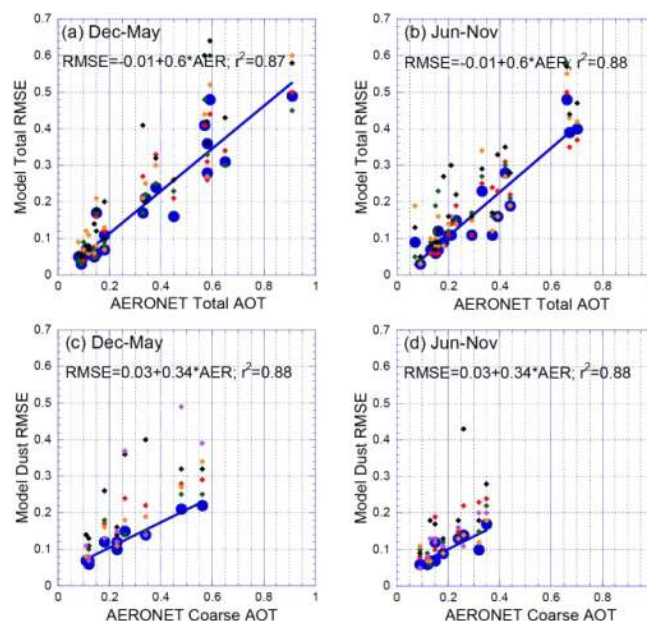 (a) Dec-May
RMSE=-0.01+0.6*AER; r²=0.87
Model Total RMSE
0.7
0.6
0.5
0.4
0.3
0.2
0.1
0
0 0.2 0.4 0.6 0.8 1
AERONET Total AOT
(b) Jun-Nov
RMSE=-0.01+0.6*AER; r²=0.88
Model Total RMSE
0.7
0.6
0.5
0.4
0.3
0.2
0.1
0
0 0.2 0.4 0.6 0.8
AERONET Total AOT
(c) Dec-May
RMSE=0.03+0.34*AER; r²=0.88
Model Dust RMSE
0.7
0.6
0.5
0.4
0.3
0.2
0.1
0
0 0.2 0.4 0.6 0.8 1
AERONET Coarse AOT
(d) Jun-Nov
RMSE=0.03+0.34*AER; r²=0.88
Model Dust RMSE
0.7
0.6
0.5
0.4
0.3
0.2
0.1
0
0 0.2 0.4 0.6 0.8
AERONET Coarse AOT